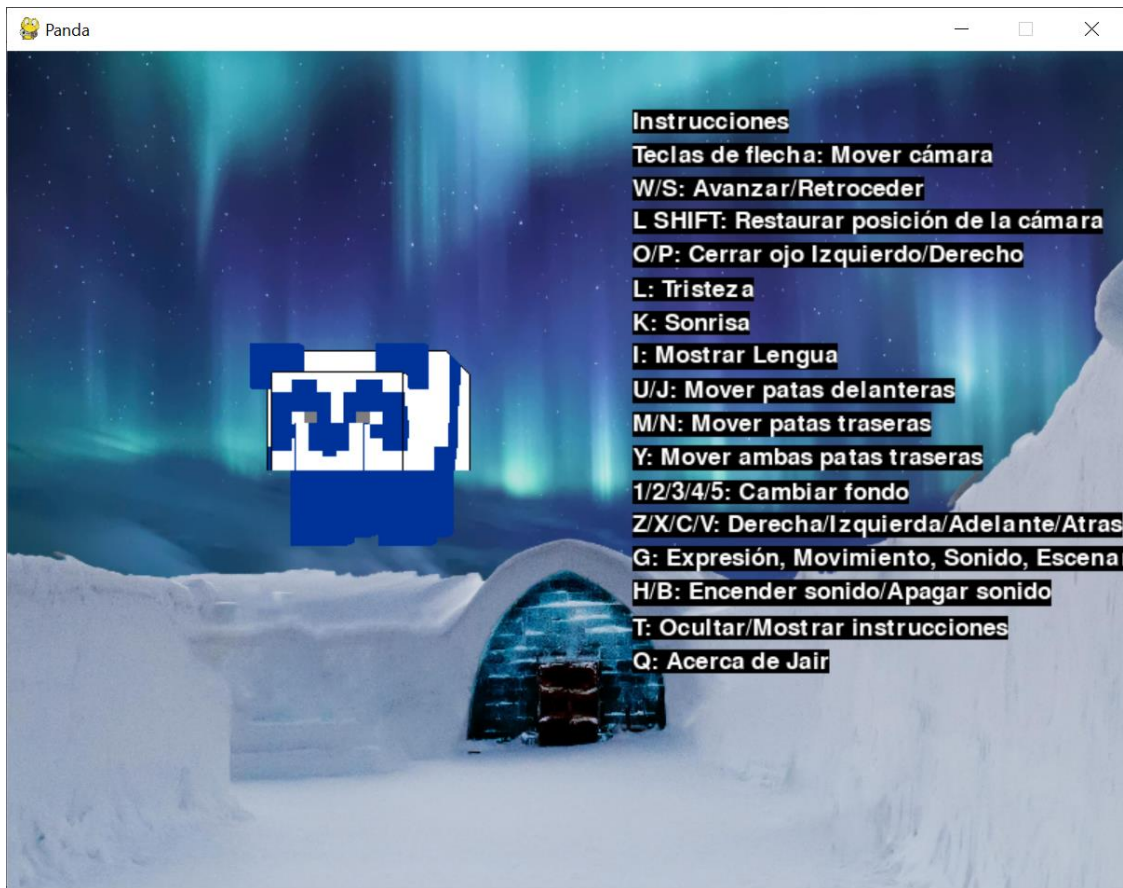 Panda
Instrucciones
Teclas de flecha: Mover cámara
W/S: Avanzar/Retroceder
L SHIFT: Restaurar posición de la cámara
O/P: Cerrar ojo Izquierdo/Derecho
L: Tristeza
K: Sonrisa
I: Mostrar Lengua
U/J: Mover patas delanteras
M/N: Mover patas traseras
Y: Mover ambas patas traseras
1/2/3/4/5: Cambiar fondo
Z/X/C/V: Derecha/Izquierda/Adelante/Atras
G: Expresión, Movimiento, Sonido, Escenar
H/B: Encender sonido/Apagar sonido
T: Ocultar/Mostrar instrucciones
Q: Acerca de Jair